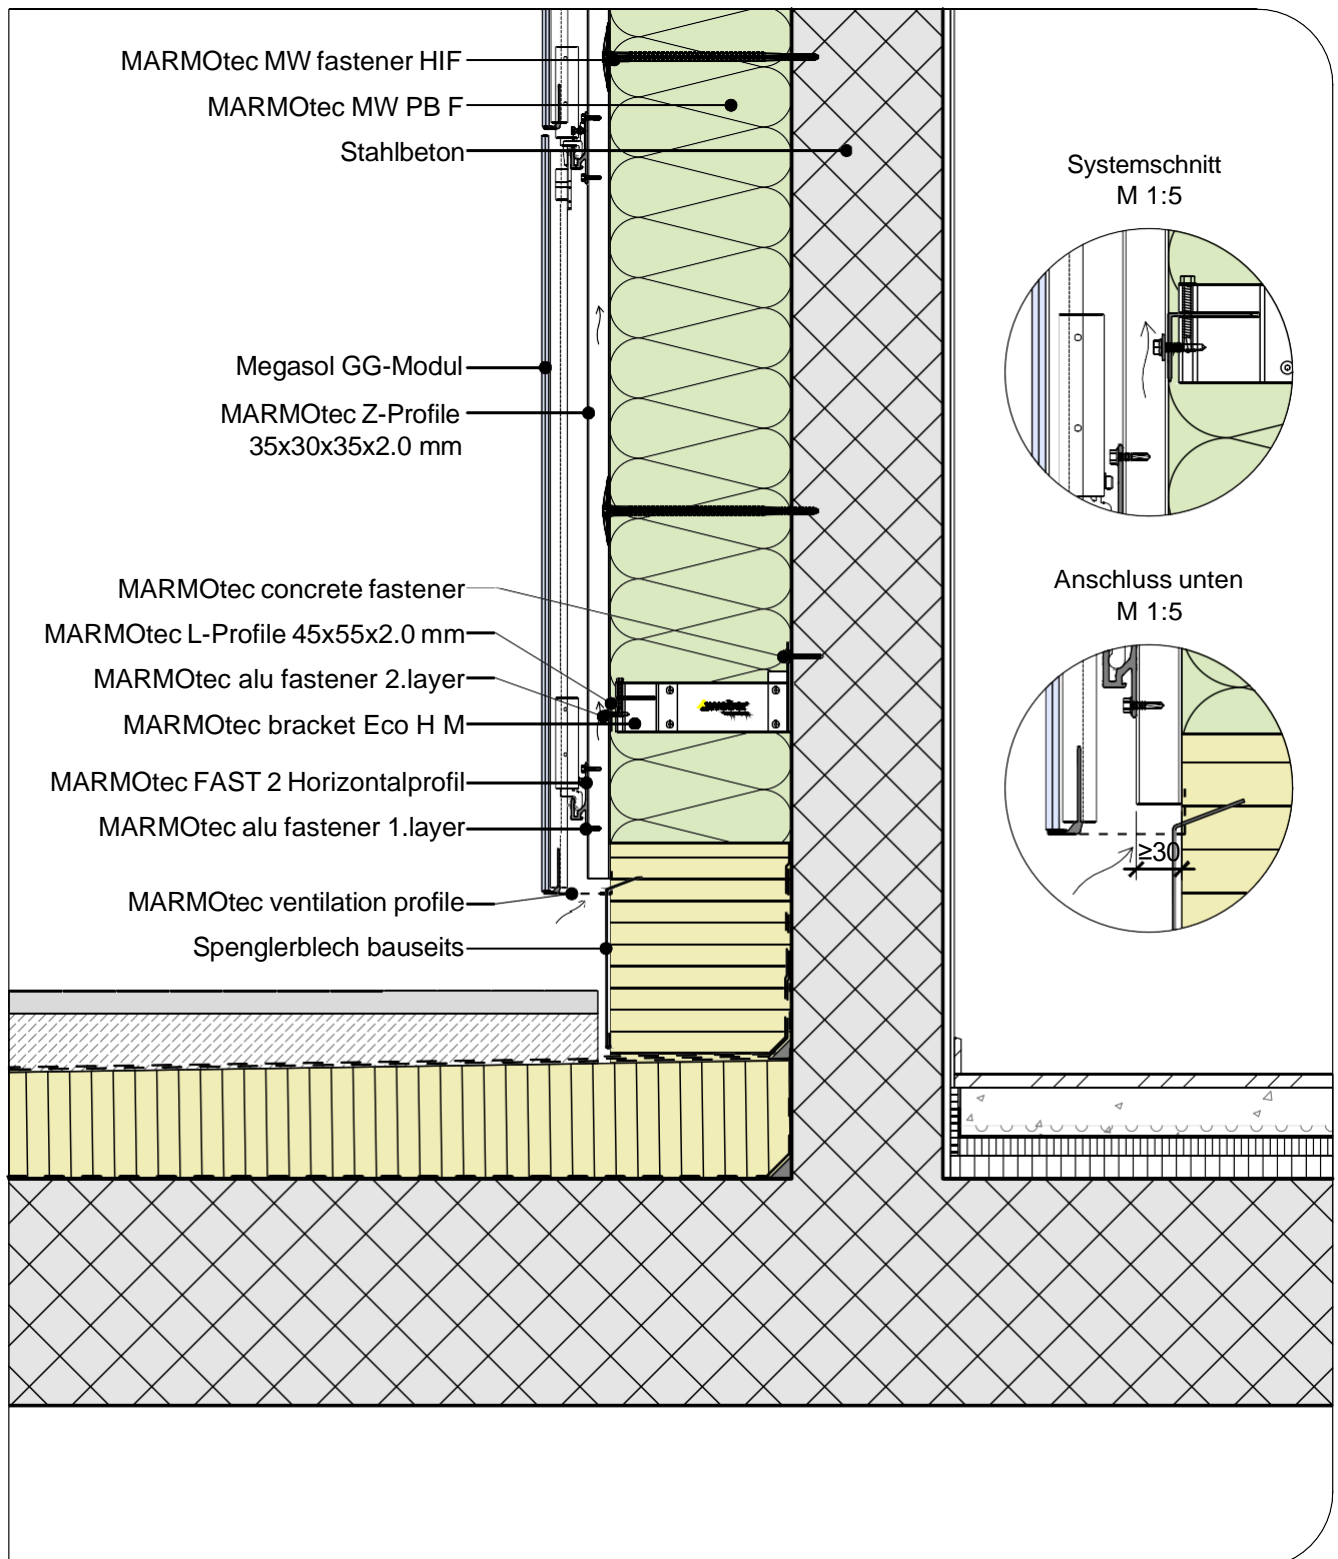 MARMOtec MW fastener HIF
MARMOtec MW PB F
Stahlbeton
Systemschnitt
M 1:5
Megasol GG-Modul
MARMOtec Z-Profile
35x30x35x2.0 mm
MARMOtec concrete fastener
MARMOtec L-Profile 45x55x2.0 mm
MARMOtec alu fastener 2.layer
MARMOtec bracket Eco H M
MARMOtec FAST 2 Horizontalprofil
MARMOtec alu fastener 1.layer
MARMOtec ventilation profile
Spenglerblech bauseits
Anschluss unten
M 1:5
≥30